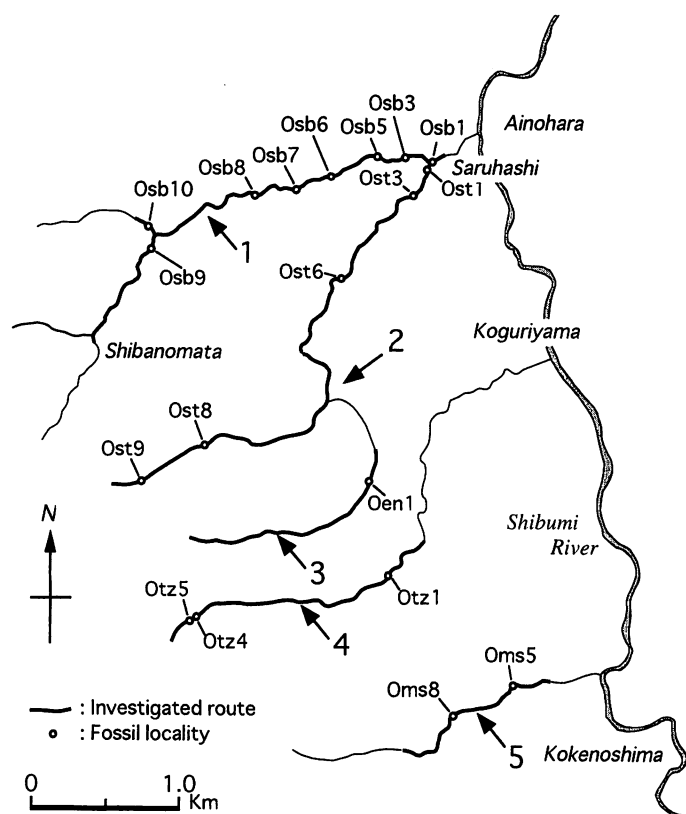 Ainohara
Osb3
Osb5
Osb1
Osb6
Saruhashi
Osb7
Osb8
Ost3
Ost1
Osb10
1
Osb9
Ost6
Koguriyama
Shibanomata
2
Ost8
Ost9
Oen1
N
Shibumi
River
3
Otz5
Otz1
Otz4
4
Oms5
Oms8
: Investigated route
: Fossil locality
5
Kokenoshima
0 1.0
Km